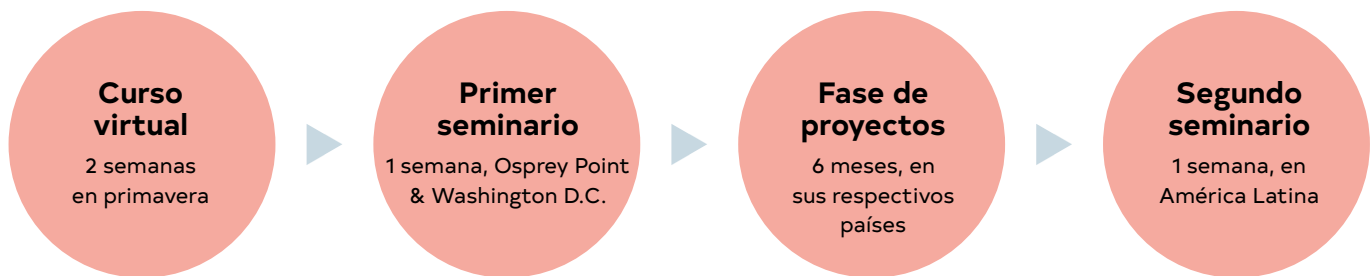 Curso
virtual
2 semanas
en primavera
Primer
seminario
1 semana, Osprey Point
& Washington D.C.
Fase de
proyectos
6 meses, en
sus respectivos
países
Segundo
seminario
1 semana, en
América Latina